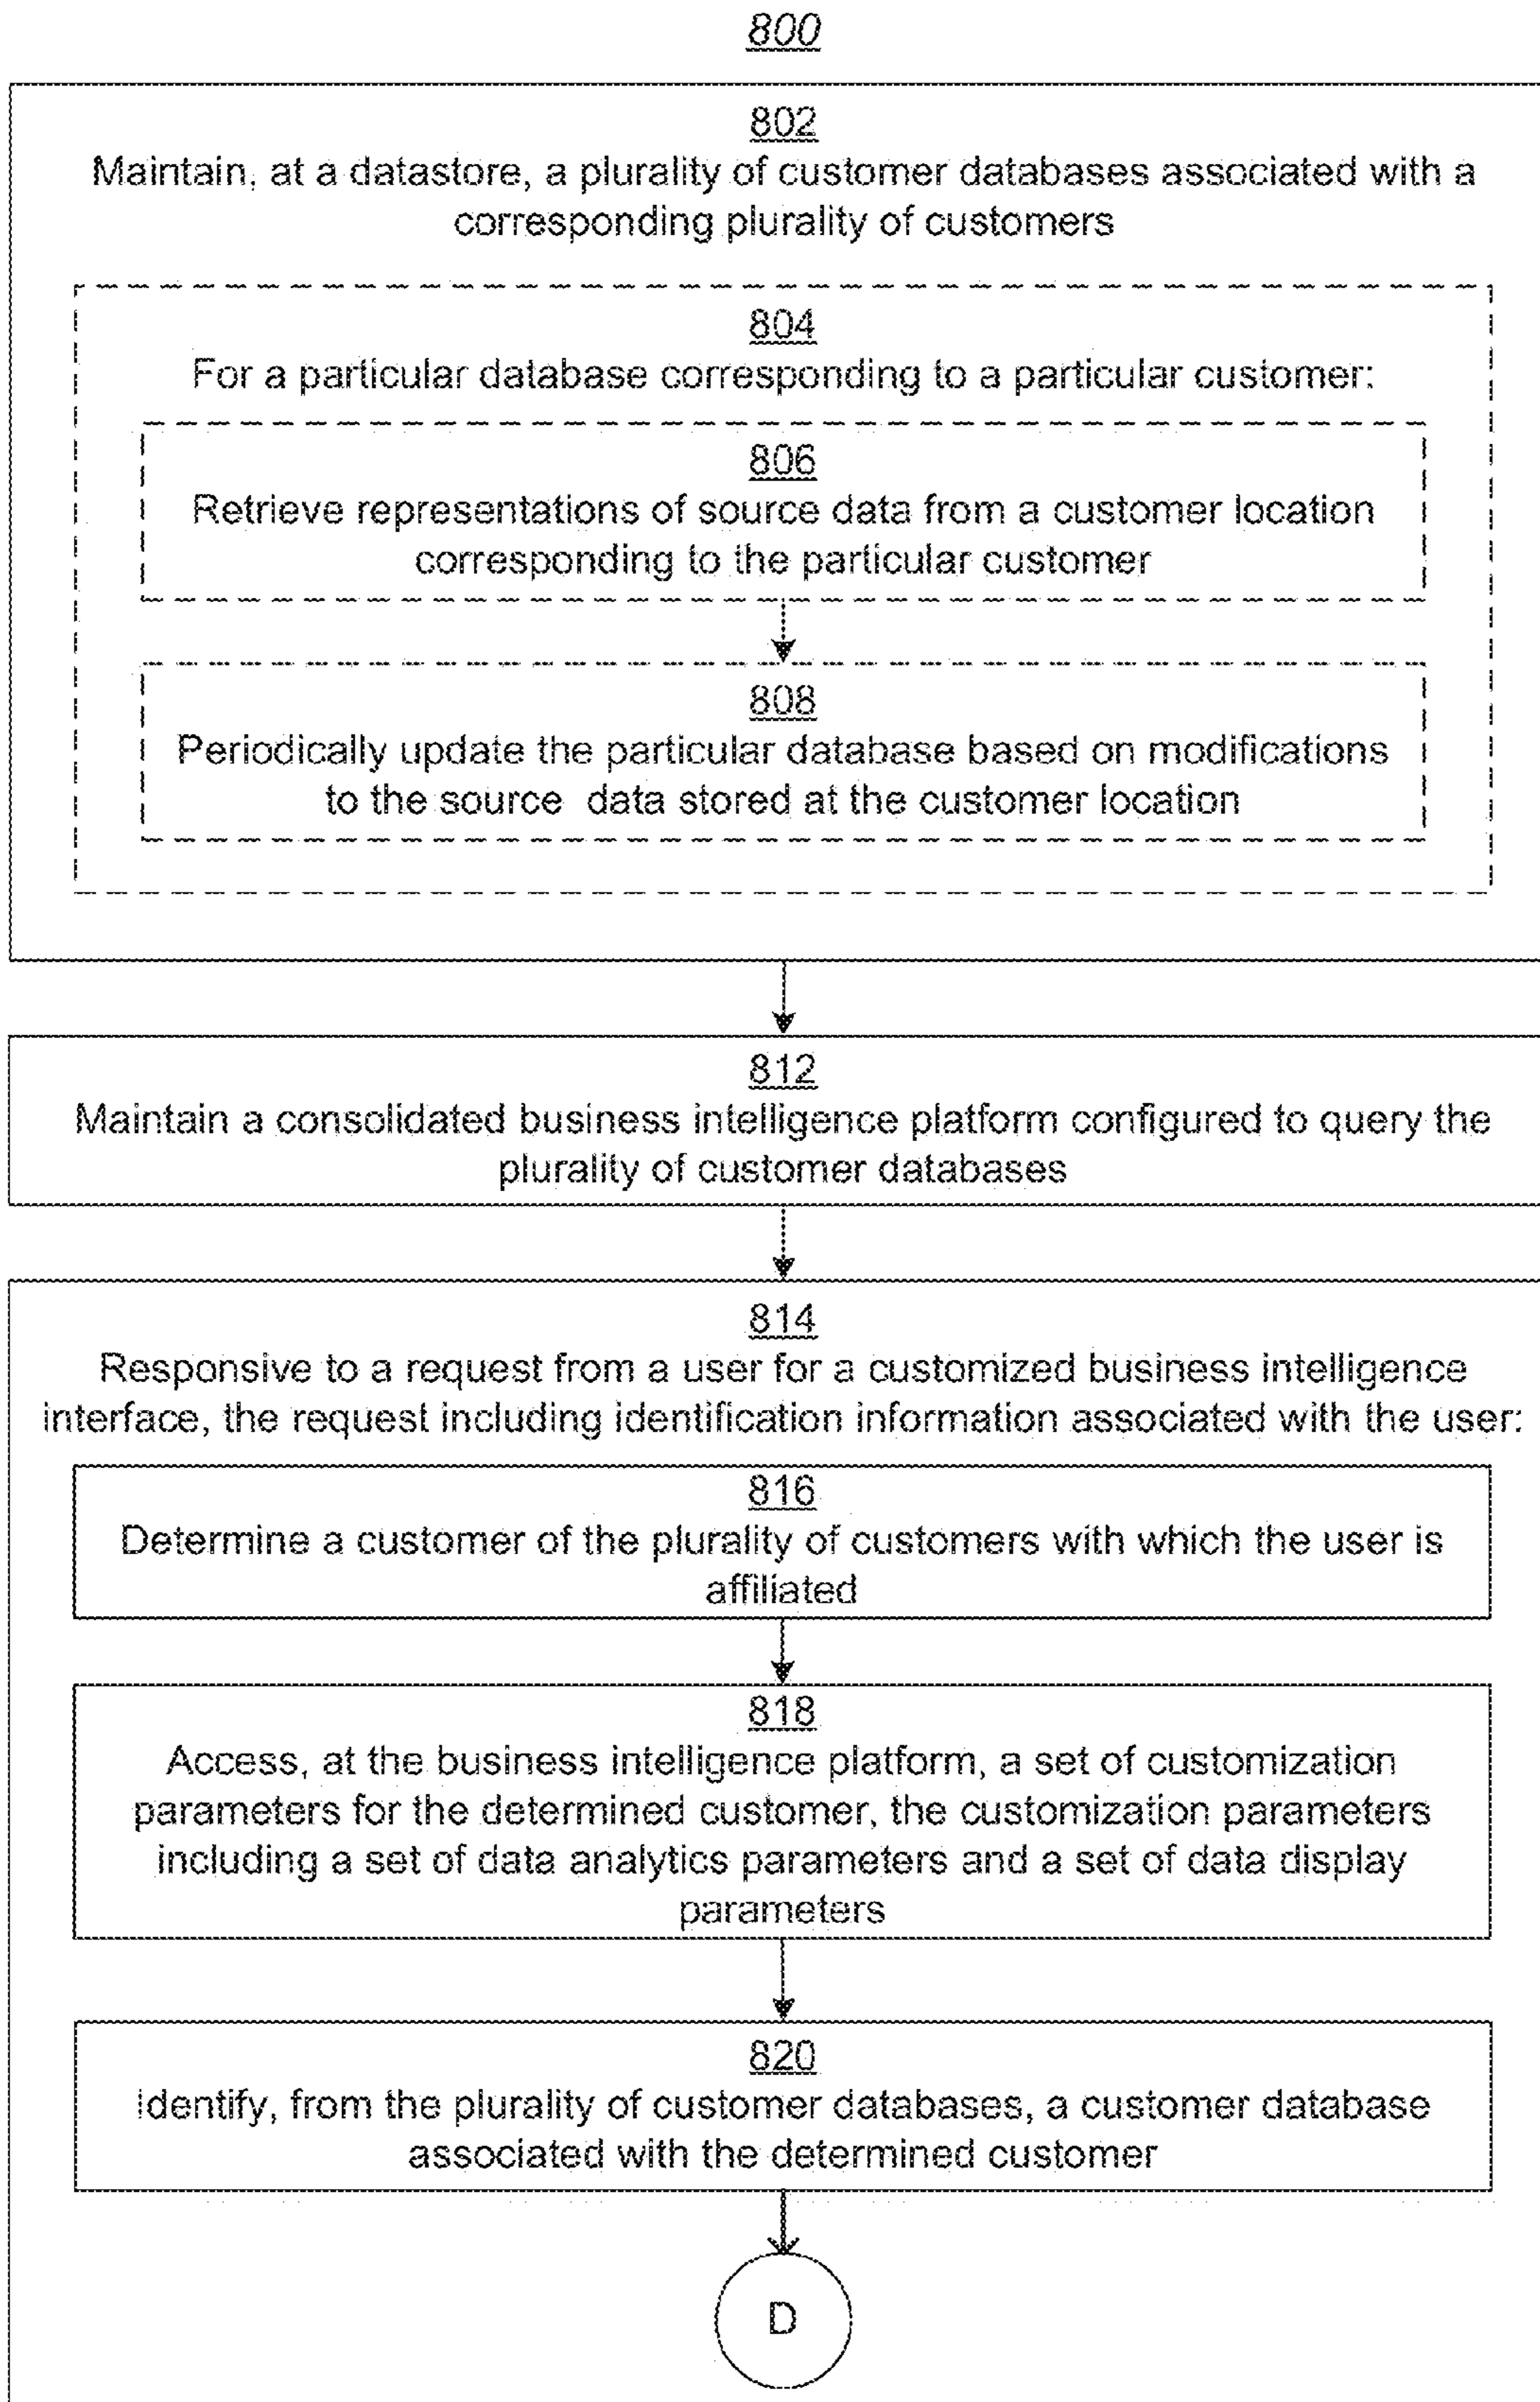 800
802
Maintain, at a datastore, a plurality of customer databases associated with a
corresponding plurality of customers
804
For a particular database corresponding to a particular customer:
806
Retrieve representations of source data from a customer location
corresponding to the particular customer
808
Periodically update the particular database based on modifications
to the source data stored at the customer location
812
Maintain a consolidated business intelligence platform configured to query the
plurality of customer databases
814
Responsive to a request from a user for a customized business intelligence
interface, the request including identification information associated with the user:
816
Determine a customer of the plurality of customers with which the user is
affiliated
818
Access, at the business intelligence platform, a set of customization
parameters for the determined customer, the customization parameters
including a set of data analytics parameters and a set of data display
parameters
820
Identify, from the plurality of customer databases, a customer database
associated with the determined customer
D